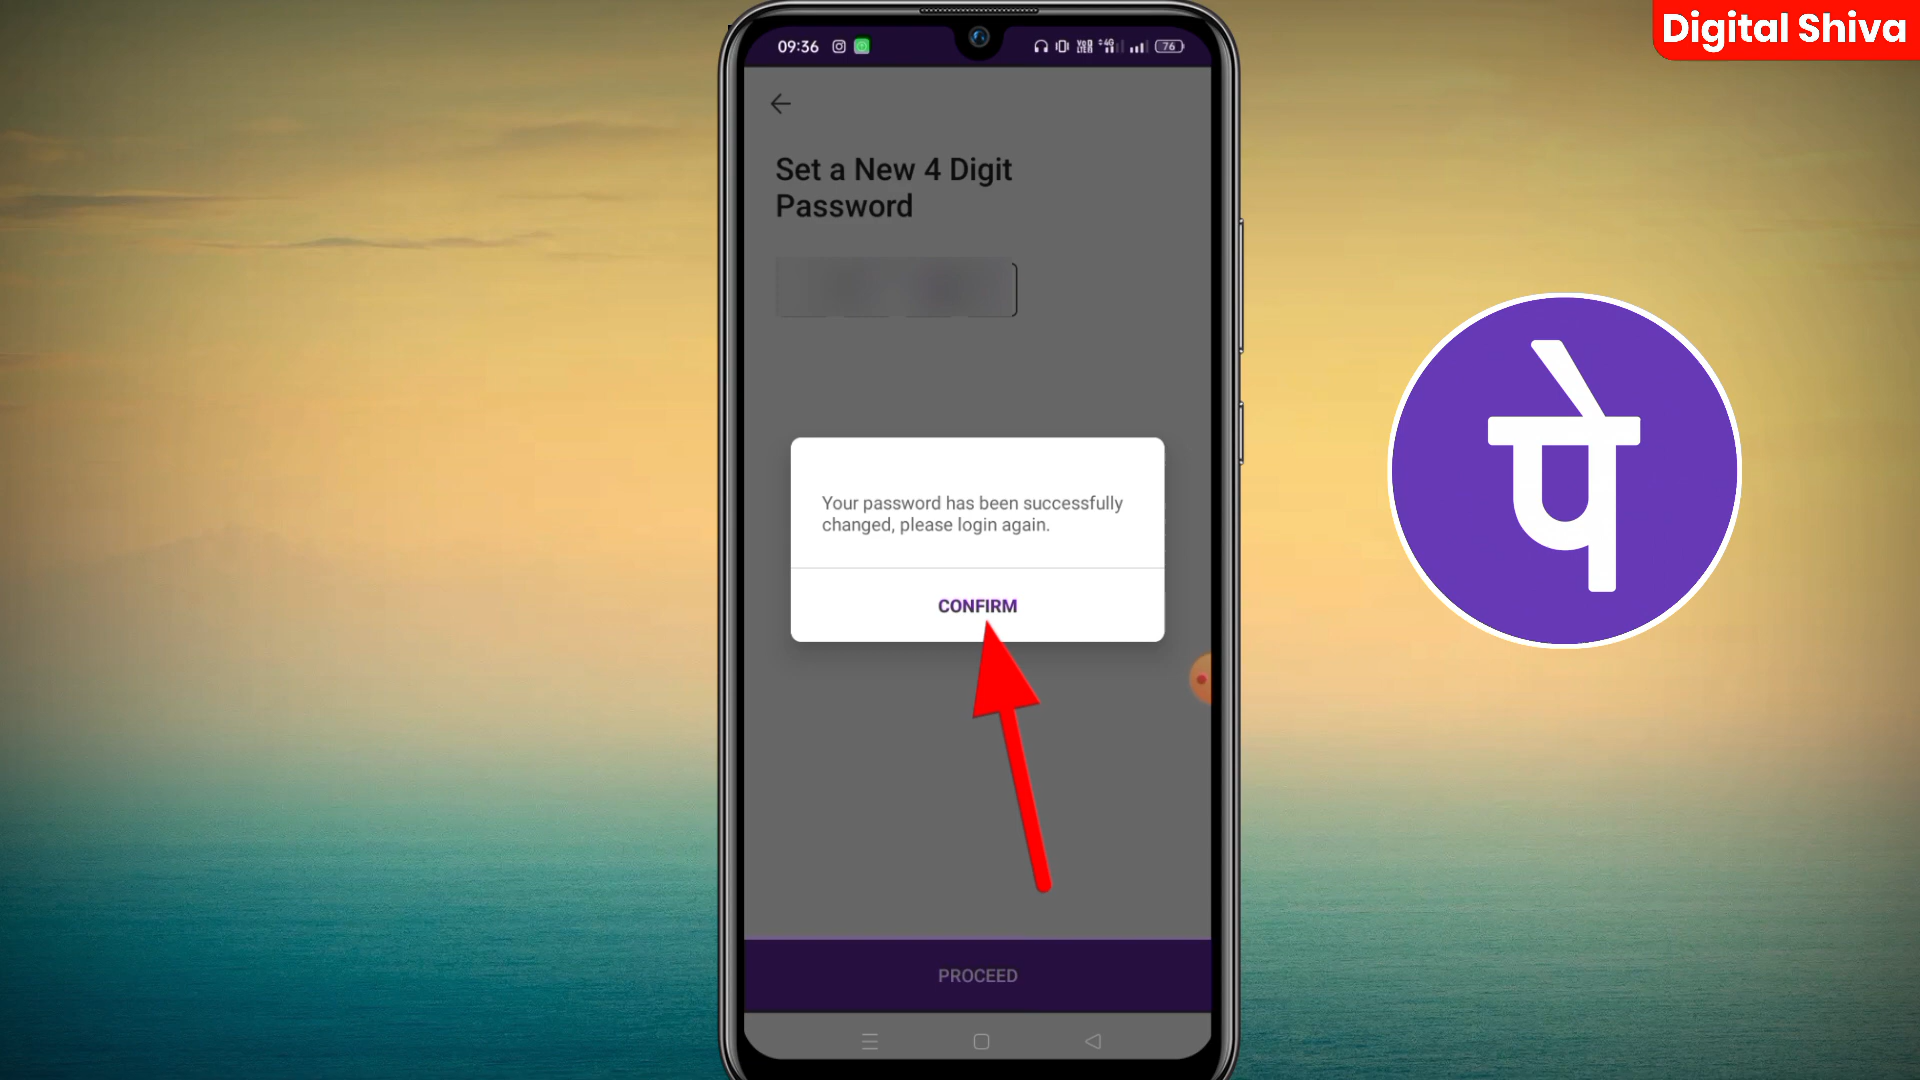 Digital Shiva
09:36
76
Set a New 4 Digit
Password
Your password has been successfully
changed, please login again.
CONFIRM
पे
PROCEED